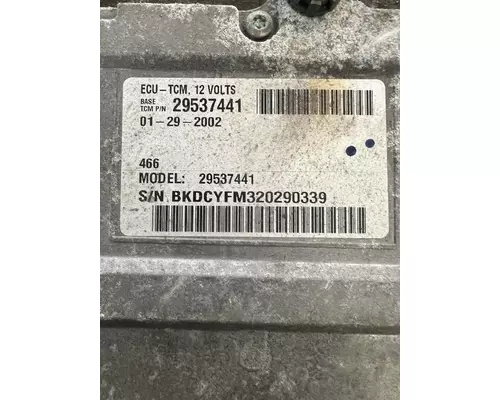 ECU-TCM, 12 VOLTS
BASE
TCM P/N 29537441
01-29-2002
466
MODEL: 29537441
S/N BKDCYFM320290339